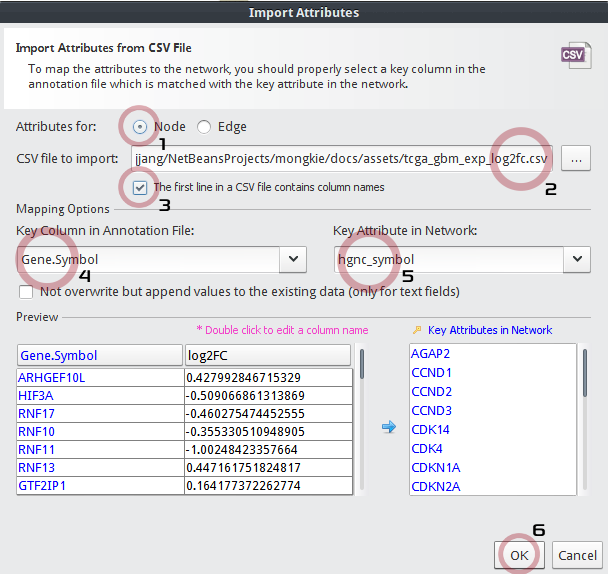 Import Attributes
Import Attributes from CSV File
To map the attributes to the network, you should properly select a key column in the
annotation file which is matched with the key attribute in the network.
CSV
Attributes for: Node Edge
1
CSV file to import: jjang/NetBeansProjects/mongkie/docs/assets/tcga_gbm_exp_log2fc.csv ...
2
The first line in a CSV file contains column names
3
Mapping Options
Key Column in Annotation File: Key Attribute in Network:
Gene.Symbol hgnc_symbol
4 5
Not overwrite but append values to the existing data (only for text fields)
Preview
* Double click to edit a column name Key Attributes in Network
Gene.Symbol log2FC AGAP2
ARHGEF10L 0.427992846715329 CCND1
HIF3A -0.509066861313869 CCND2
RNF17 -0.460275474452555 CCND3
RNF10 -0.355330510948905 CDK14
RNF11 -1.00248423357664 CDK4
RNF13 0.447161751824817 CDKN1A
GTF2IP1 0.164177372262774 CDKN2A
6
OK Cancel